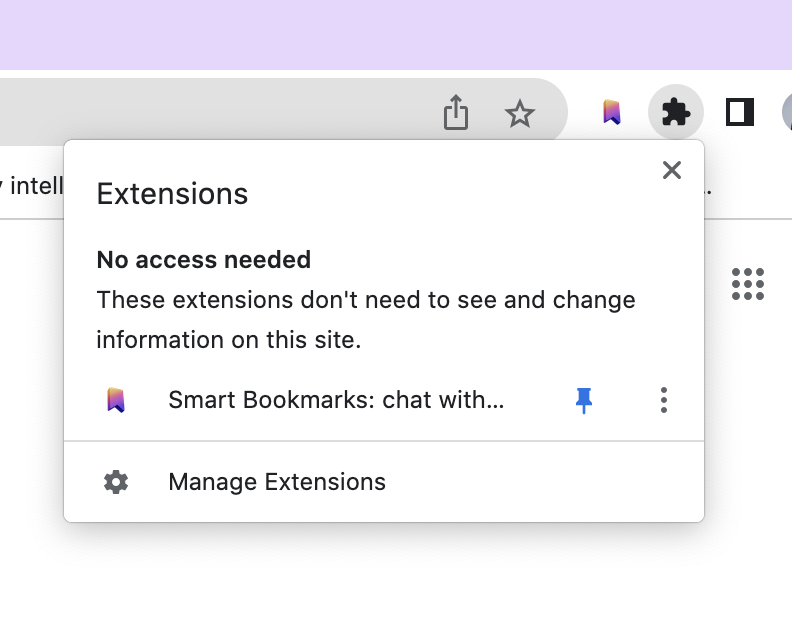 y intell
Extensions
No access needed
These extensions don't need to see and change
information on this site.
Smart Bookmarks: chat with...
Manage Extensions